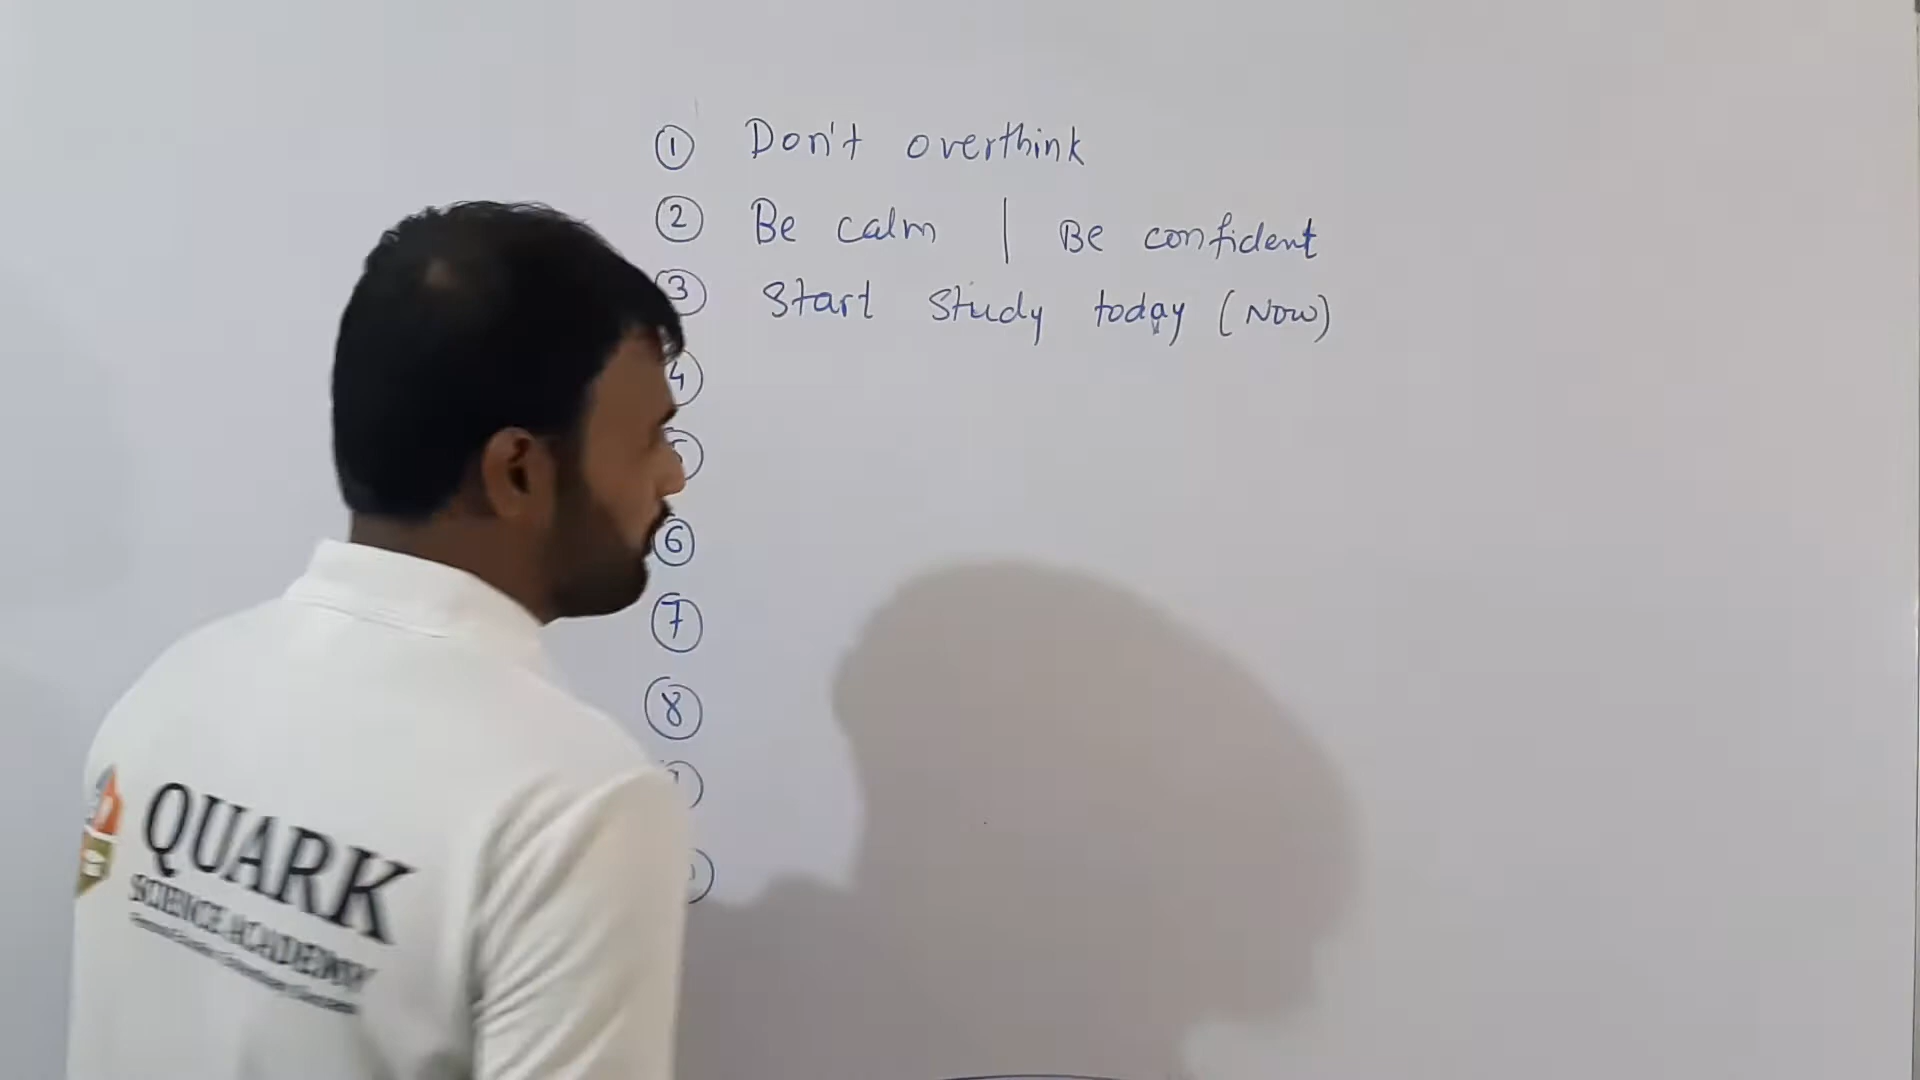 ① Don't overthink
② Be calm | Be confident
③ Start study today (Now)
④
⑥
⑦
⑧
QUARK
SCIENCE ACADEMY